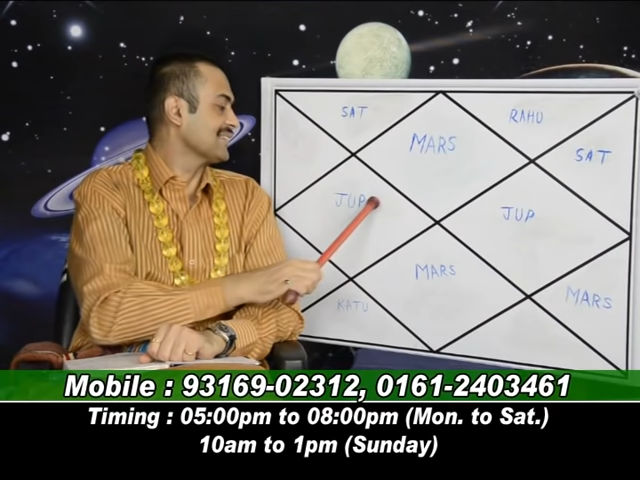 SAT
RAHU
MARS
SAT
JUP
JUP
MARS
MARS
KATU
Mobile : 93169-02312, 0161-2403461
Timing : 05:00pm to 08:00pm (Mon. to Sat.)
10am to 1pm (Sunday)